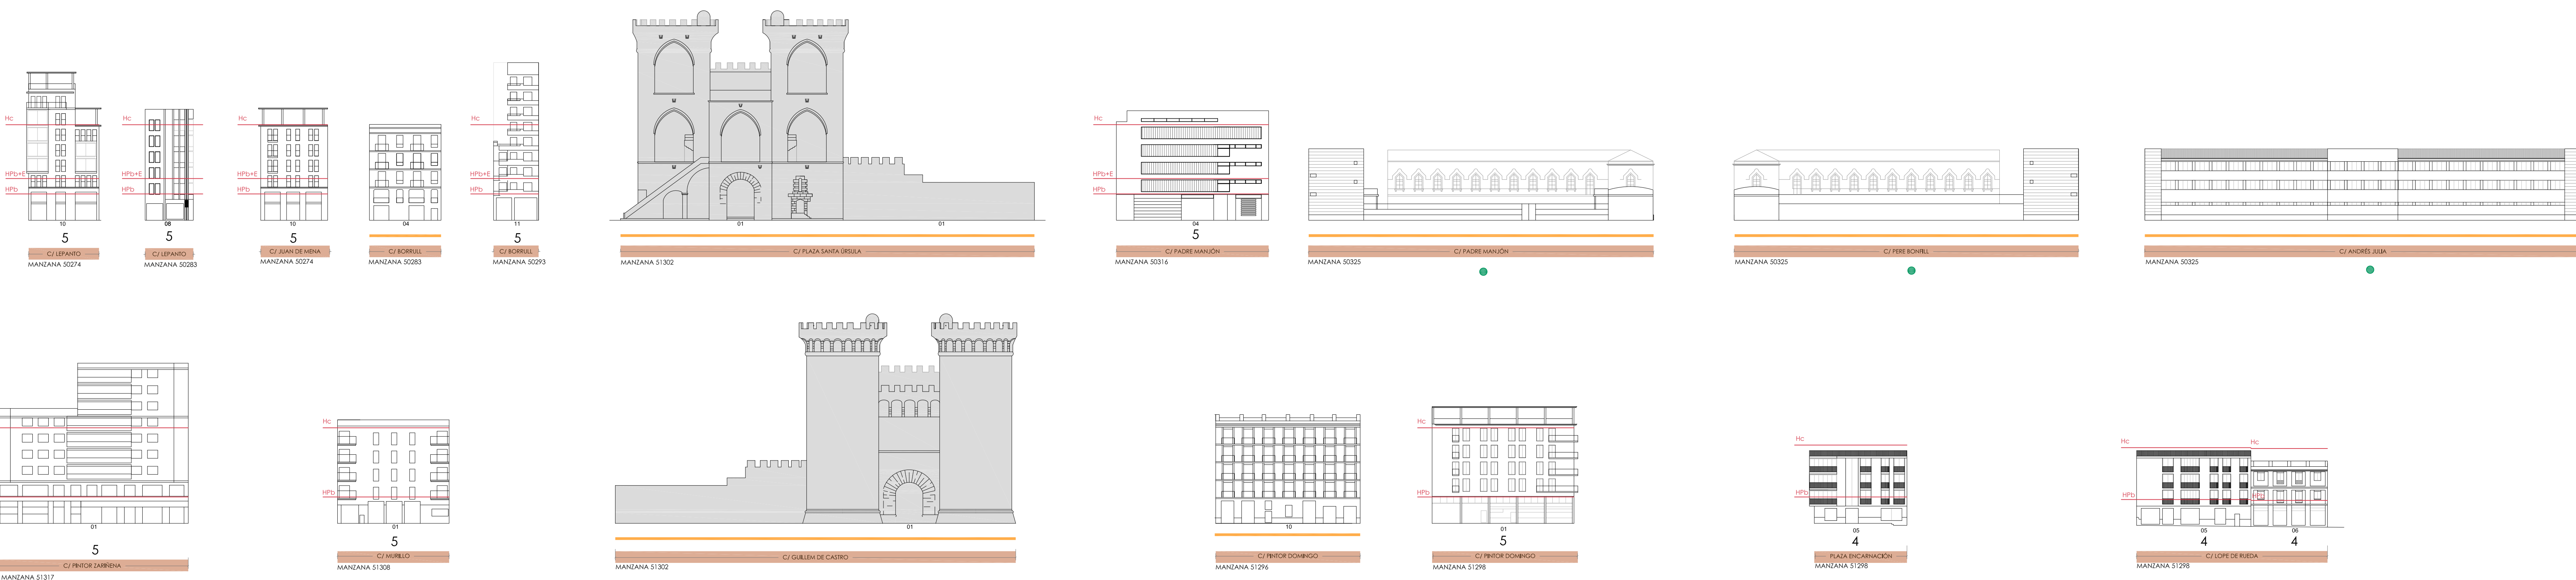 Hc
HPb+E
HPb
10
5
C/ LEPANTO
MANZANA 50274
Hc
HPb+E
HPb
08
5
C/ LEPANTO
MANZANA 50283
Hc
HPb+E
HPb
10
5
C/ JUAN DE MENA
MANZANA 50274
04
C/ BORRULL
MANZANA 50283
Hc
HPb+E
HPb
11
5
C/ BORRULL
MANZANA 50293
01
01
C/ PLAZA SANTA ÚRSULA
MANZANA 51302
Hc
HPb+E
HPb
04
5
C/ PADRE MANJÓN
MANZANA 50316
C/ PADRE MANJÓN
MANZANA 50325
C/ PERE BONFILL
MANZANA 50325
C/ ANDRÉS JULIA
MANZANA 50325
01
5
C/ PINTOR ZARIÑENA
MANZANA 51317
Hc
HPb
01
5
C/ MURILLO
MANZANA 51308
01
C/ GUILLEM DE CASTRO
MANZANA 51302
10
C/ PINTOR DOMINGO
MANZANA 51296
Hc
HPb
01
5
C/ PINTOR DOMINGO
MANZANA 51298
Hc
HPb
05
4
PLAZA ENCARNACIÓN
MANZANA 51298
Hc
Hc
HPb
HPb
05
06
4
4
C/ LOPE DE RUEDA
MANZANA 51298